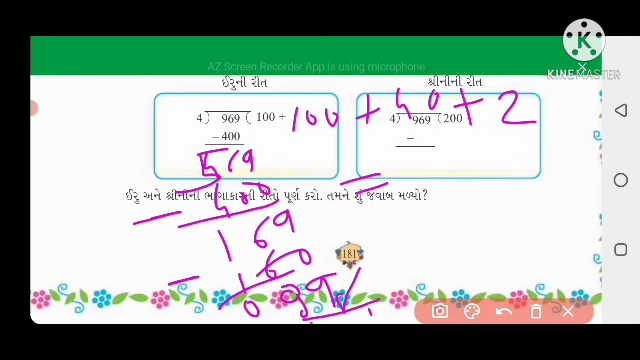 AZ Screen Recorder App is using microphone
K
KINEMASTER
ઈરુની રીત
શ્રીનીની રીત
4) 969 ( 100 + 100 + 40 + 2
4) 969 (200
– 400
–
569
400
ઈરુ અને શ્રીનીના ભાગાકારની રીતો પૂર્ણ કરો. તમને શું જવાબ મળ્યો?
169
160
181